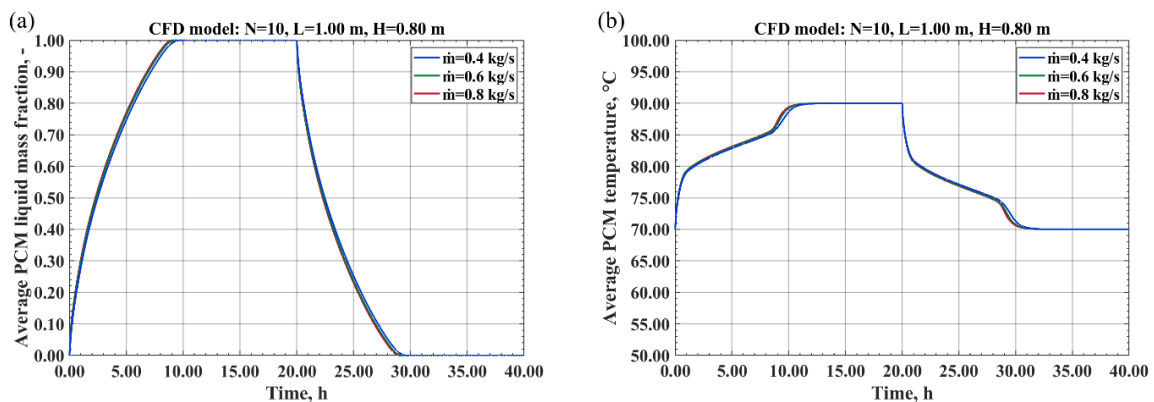 (a)
CFD model: N=10, L=1.00 m, H=0.80 m
Average PCM liquid mass fraction, -
1.00
0.90
0.80
0.70
0.60
0.50
0.40
0.30
0.20
0.10
0.00
ṁ=0.4 kg/s
ṁ=0.6 kg/s
ṁ=0.8 kg/s
0.00 5.00 10.00 15.00 20.00 25.00 30.00 35.00 40.00
Time, h
(b)
CFD model: N=10, L=1.00 m, H=0.80 m
Average PCM temperature, °C
100.00
95.00
90.00
85.00
80.00
75.00
70.00
65.00
60.00
55.00
50.00
ṁ=0.4 kg/s
ṁ=0.6 kg/s
ṁ=0.8 kg/s
0.00 5.00 10.00 15.00 20.00 25.00 30.00 35.00 40.00
Time, h